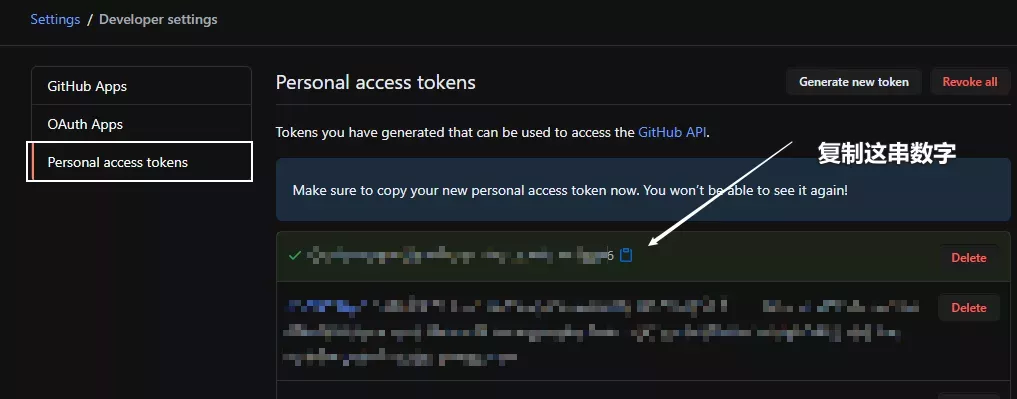 Settings / Developer settings
GitHub Apps
OAuth Apps
Personal access tokens
Personal access tokens
Generate new token
Revoke all
Tokens you have generated that can be used to access the GitHub API.
复制这串数字
Make sure to copy your new personal access token now. You won’t be able to see it again!
6
Delete
Delete